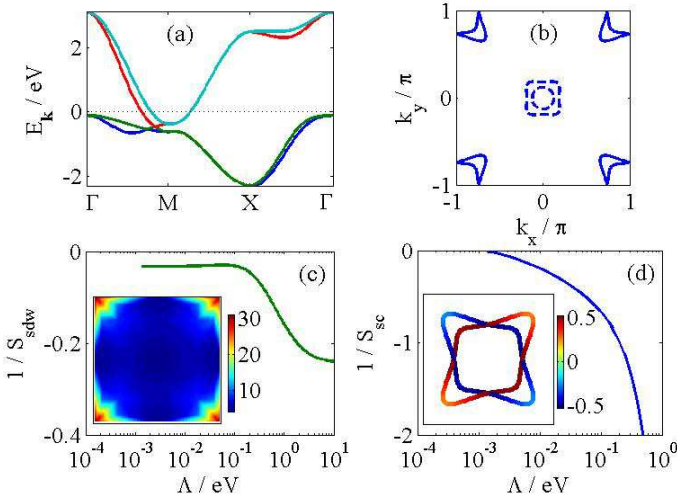 (a)
E_k / eV
2
0
-2
Γ M X Γ
(b)
k_y / π
1
0
-1
-1 0 1
k_x / π
(c)
1 / S_sdw
0
-0.2
-0.4
30
20
10
10^-4 10^-3 10^-2 10^-1 10^0 10^1
Λ / eV
(d)
1 / S_sc
0
-1
-2
0.5
0
-0.5
10^-4 10^-3 10^-2 10^-1 10^0
Λ / eV